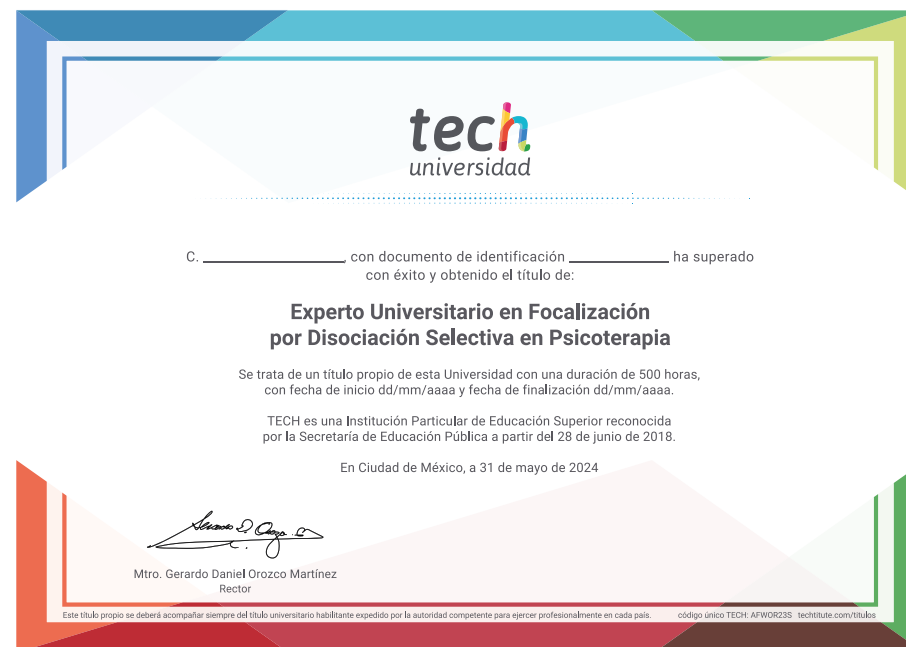 tech
universidad
C. ____________, con documento de identificación ____________ ha superado
con éxito y obtenido el título de:
Experto Universitario en Focalización
por Disociación Selectiva en Psicoterapia
Se trata de un título propio de esta Universidad con una duración de 500 horas,
con fecha de inicio dd/mm/aaaa y fecha de finalización dd/mm/aaaa.
TECH es una Institución Particular de Educación Superior reconocida
por la Secretaría de Educación Pública a partir del 28 de junio de 2018.
En Ciudad de México, a 31 de mayo de 2024
Mtro. Gerardo Daniel Orozco Martínez
Rector
Este título propio se deberá acompañar siempre del título universitario habilitante expedido por la autoridad competente para ejercer profesionalmente en cada país. código único TECH: AFWOR23S techtitute.com/titulos